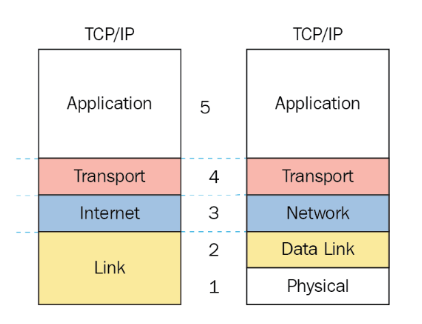 TCP/IP
TCP/IP
Application
5
Application
Transport
4
Transport
Internet
3
Network
Link
2
Data Link
1
Physical